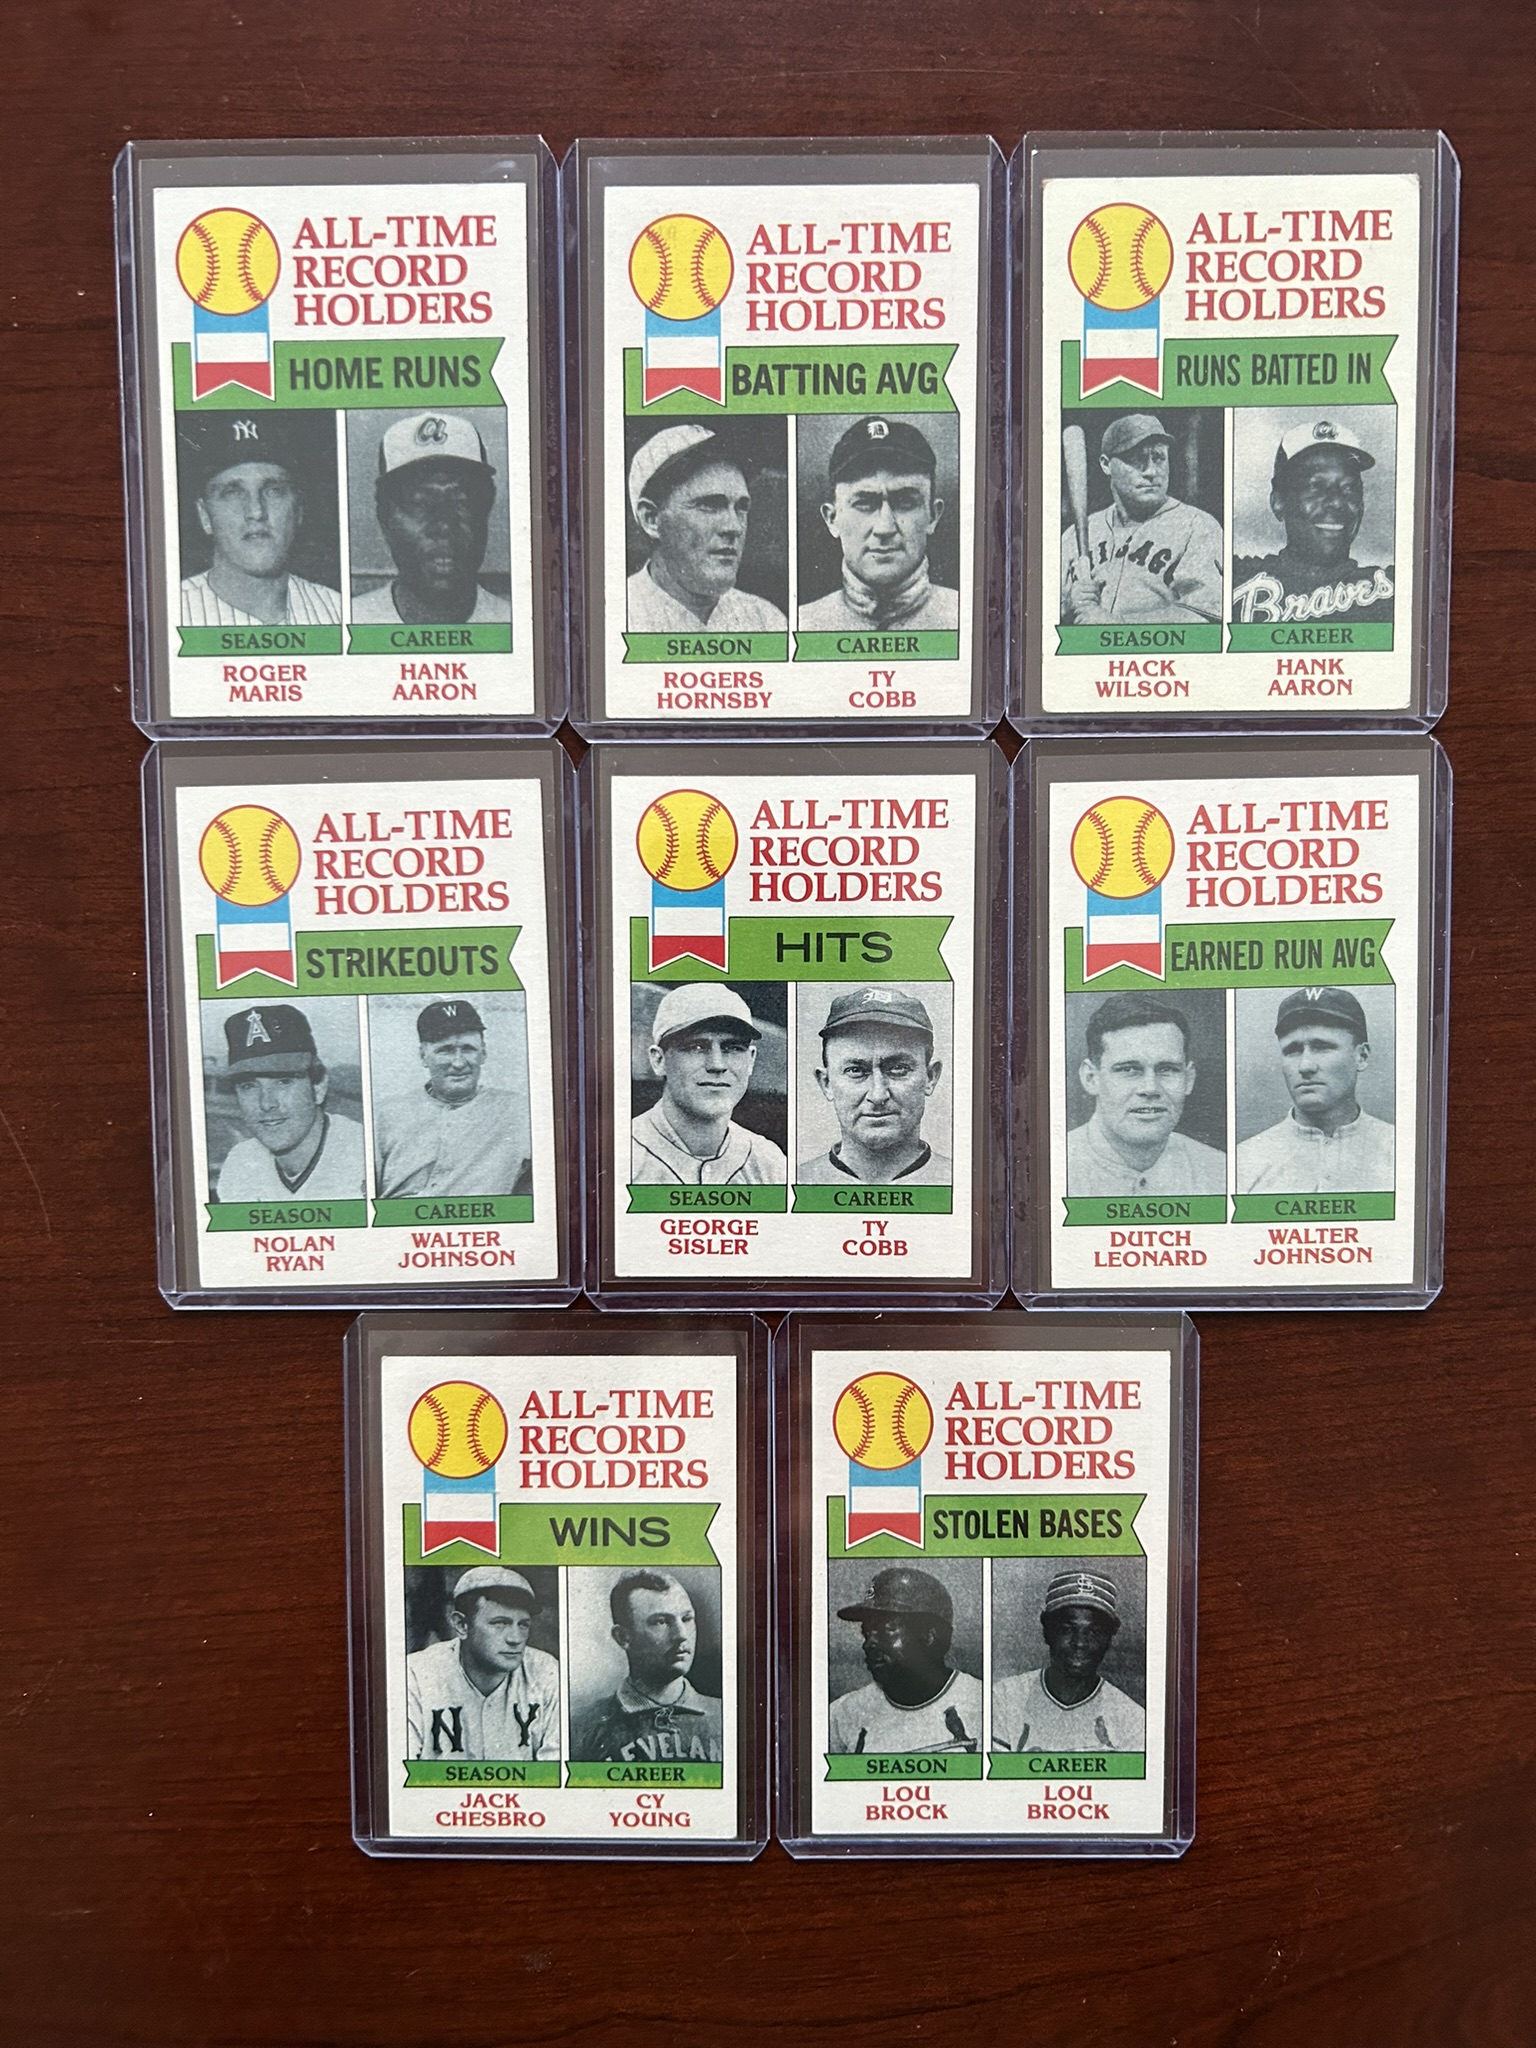 ALL-TIME
RECORD
HOLDERS
HOME RUNS
NY
a
SEASON
CAREER
ROGER
MARIS
HANK
AARON
ALL-TIME
RECORD
HOLDERS
BATTING AVG
D
SEASON
CAREER
ROGERS
HORNSBY
TY
COBB
ALL-TIME
RECORD
HOLDERS
RUNS BATTED IN
a
Braves
SEASON
CAREER
HACK
WILSON
HANK
AARON
ALL-TIME
RECORD
HOLDERS
STRIKEOUTS
A
W
SEASON
CAREER
NOLAN
RYAN
WALTER
JOHNSON
ALL-TIME
RECORD
HOLDERS
HITS
D
SEASON
CAREER
GEORGE
SISLER
TY
COBB
ALL-TIME
RECORD
HOLDERS
EARNED RUN AVG
W
SEASON
CAREER
DUTCH
LEONARD
WALTER
JOHNSON
ALL-TIME
RECORD
HOLDERS
WINS
N Y
SEASON
CAREER
JACK
CHESBRO
CY
YOUNG
ALL-TIME
RECORD
HOLDERS
STOLEN BASES
STL
SEASON
CAREER
LOU
BROCK
LOU
BROCK